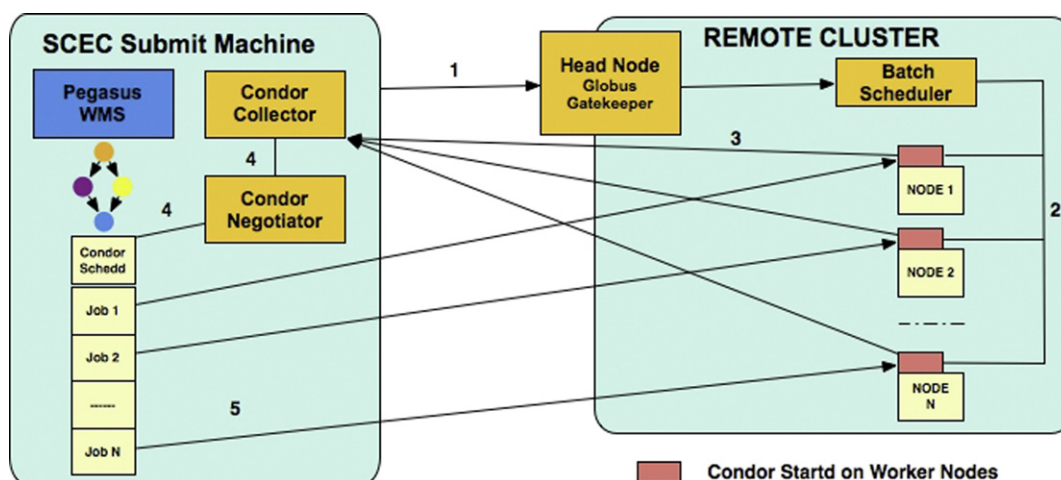 SCEC Submit Machine
Pegasus
WMS
Condor
Collector
4
Condor
Negotiator
4
Condor
Schedd
Job 1
Job 2
------
Job N
1
3
5
REMOTE CLUSTER
Head Node
Globus
Gatekeeper
Batch
Scheduler
NODE 1
NODE 2
NODE
N
2
Condor Startd on Worker Nodes